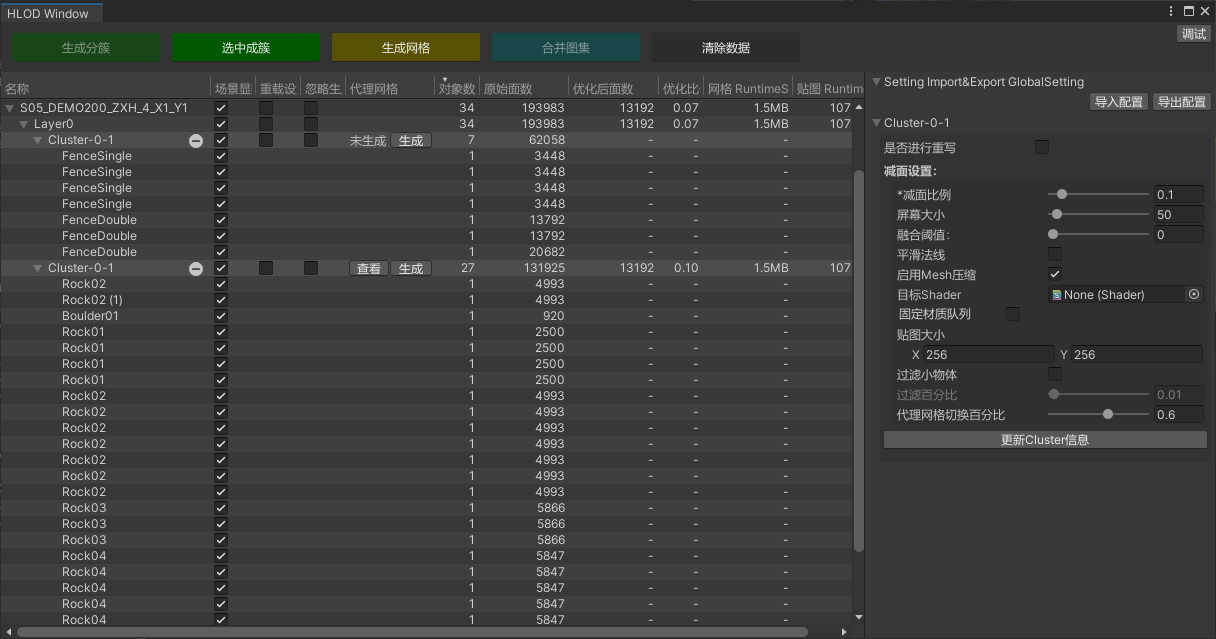 HLOD Window
调试
生成分簇 选中成簇 生成网格 合并图集 清除数据
名称 场景显 重载设 忽略生 代理网格 对象数 原始面数 优化后面数 优化比 网格 RuntimeS 贴图 Runtim
S05_DEMO200_ZXH_4_X1_Y1 34 193983 13192 0.07 1.5MB 107
Layer0 34 193983 13192 0.07 1.5MB 107
Cluster-0-1 未生成 生成 7 62058 - - -
FenceSingle 1 3448 - - -
FenceSingle 1 3448 - - -
FenceSingle 1 3448 - - -
FenceSingle 1 3448 - - -
FenceDouble 1 13792 - - -
FenceDouble 1 13792 - - -
FenceDouble 1 20682 - - -
Cluster-0-1 查看 生成 27 131925 13192 0.10 1.5MB 107
Rock02 1 4993 - - -
Rock02 (1) 1 4993 - - -
Boulder01 1 920 - - -
Rock01 1 2500 - - -
Rock01 1 2500 - - -
Rock01 1 2500 - - -
Rock01 1 2500 - - -
Rock02 1 4993 - - -
Rock02 1 4993 - - -
Rock02 1 4993 - - -
Rock02 1 4993 - - -
Rock02 1 4993 - - -
Rock02 1 4993 - - -
Rock02 1 4993 - - -
Rock03 1 5866 - - -
Rock03 1 5866 - - -
Rock03 1 5866 - - -
Rock04 1 5847 - - -
Rock04 1 5847 - - -
Rock04 1 5847 - - -
Rock04 1 5847 - - -
Rock04 1 5847 - - -
Setting Import&Export GlobalSetting
导入配置 导出配置
Cluster-0-1
是否进行重写
减面设置:
*减面比例 0.1
屏幕大小 50
融合阈值: 0
平滑法线
启用Mesh压缩
目标Shader None (Shader)
固定材质队列
贴图大小
X 256 Y 256
过滤小物体
过滤百分比 0.01
代理网格切换百分比 0.6
更新Cluster信息